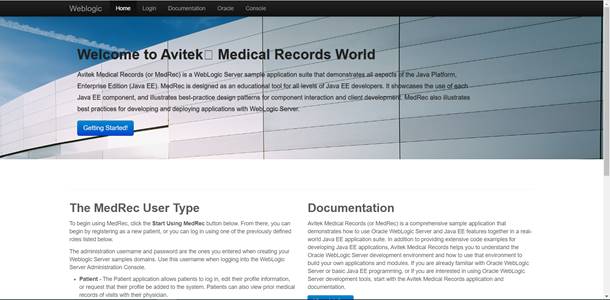 Weblogic Home Login Documentation Oracle Console
Welcome to Avitek Medical Records World
Avitek Medical Records (or MedRec) is a WebLogic Server sample application suite that demonstrates all aspects of the Java Platform,
Enterprise Edition (Java EE). MedRec is designed as an educational tool for all levels of Java EE developers. It showcases the use of each
Java EE component, and illustrates best-practice design patterns for component interaction and client development. MedRec also illustrates
best practices for developing and deploying applications with WebLogic Server.
Getting Started!
The MedRec User Type
To begin using MedRec, click the Start Using MedRec button below. From there, you can
begin by registering as a new patient, or you can log in using one of the previously defined
roles listed below.
The administration username and password are the ones you entered when creating your
Weblogic Server samples domains. Use this username when logging into the WebLogic
Server Administration Console.
• Patient - The Patient application allows patients to log in, edit their profile information,
or request that their profile be added to the system. Patients can also view prior medical
records of visits with their physician.
Documentation
Avitek Medical Records (or MedRec) is a comprehensive sample application that
demonstrates how to use Oracle WebLogic Server and Java EE features together in a real-
world Java EE application suite. In addition to providing extensive code examples for
developing Java EE applications, Avitek Medical Records helps you to understand the
Oracle WebLogic Server development environment and how to use that environment to
build your own applications and modules. If you are already familiar with Oracle WebLogic
Server or basic Java EE programming, or if you are interested in using Oracle WebLogic
Server development tools, start with the Avitek Medical Records application and
documentation.